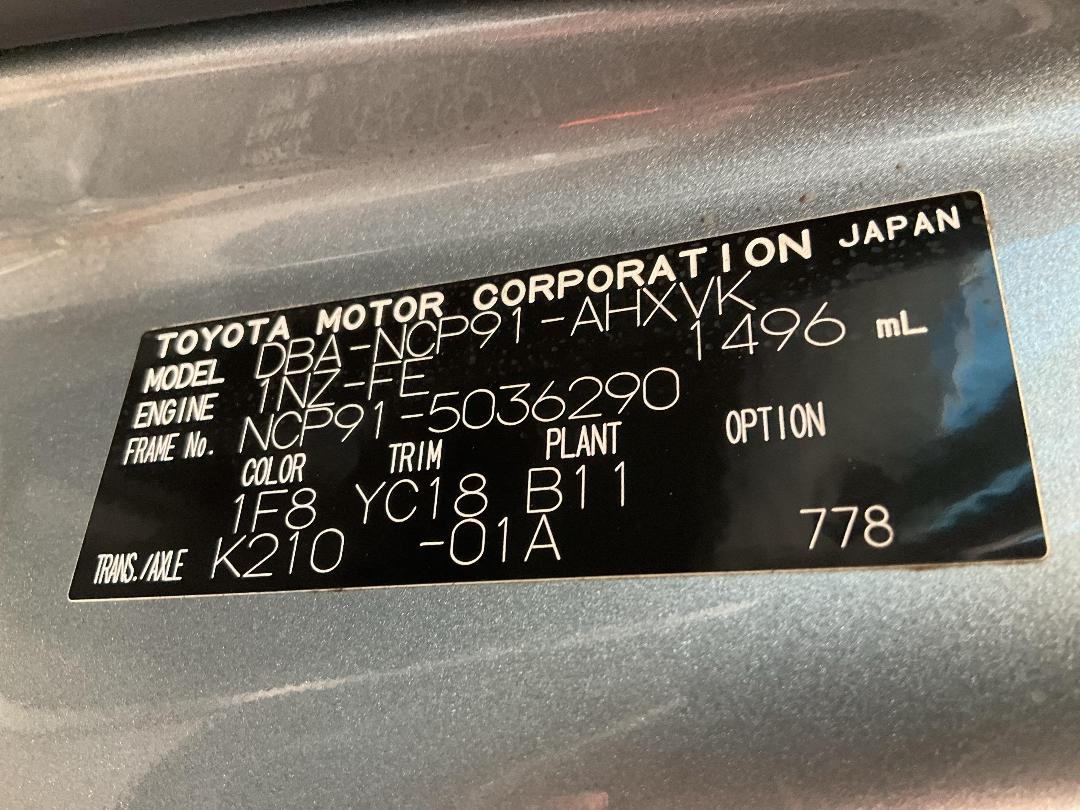 TOYOTA MOTOR CORPORATION JAPAN
MODEL DBA-NCP91-AHXVK
ENGINE 1NZ-FE 1496 mL
FRAME No. NCP91-5036290
COLOR TRIM PLANT OPTION
1F8 YC18 B11
TRANS./AXLE K210 -01A 778